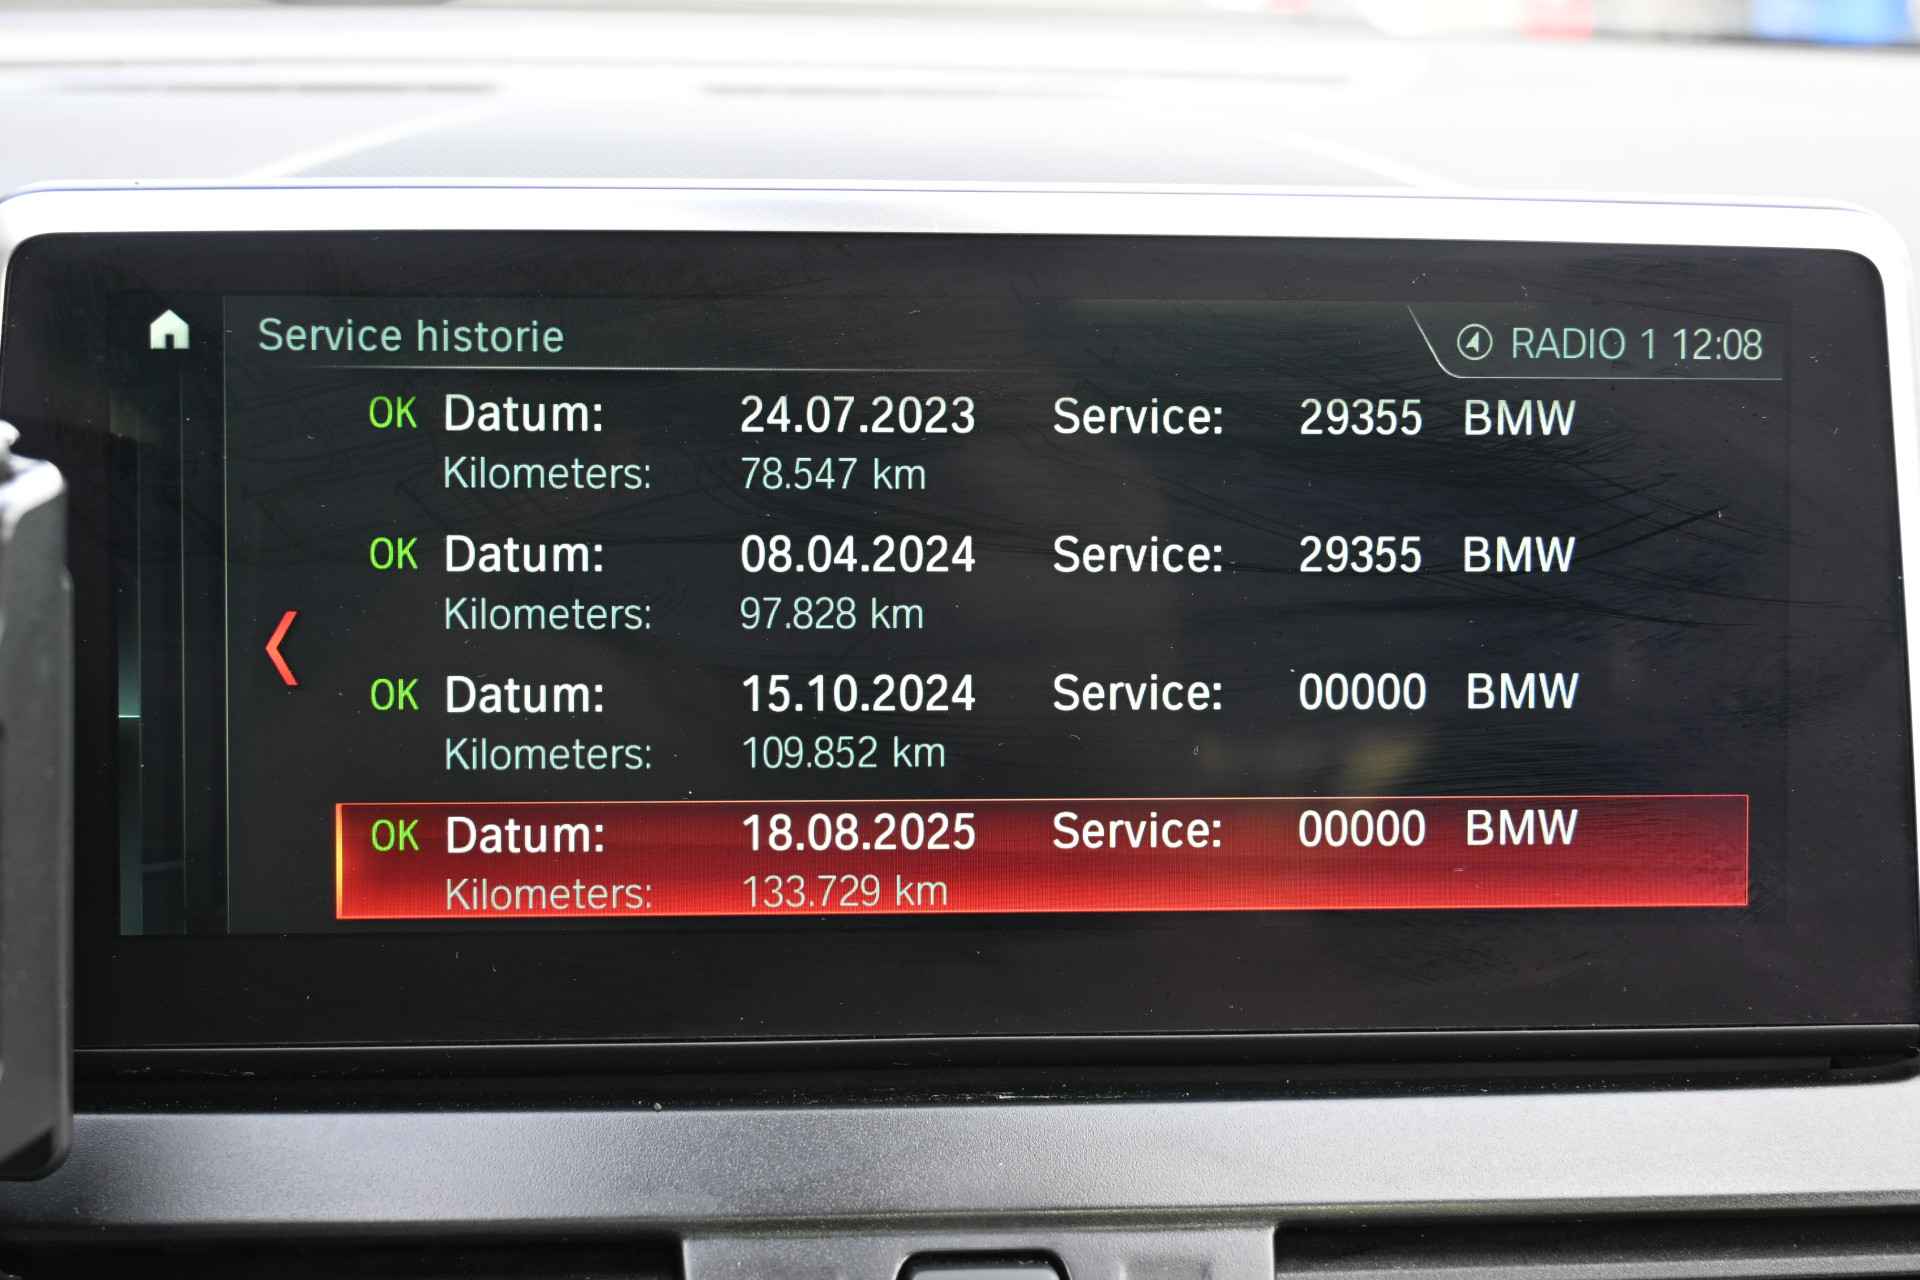 Service historie RADIO 1 12:08
OK Datum: 24.07.2023 Service: 29355 BMW
Kilometers: 78.547 km
OK Datum: 08.04.2024 Service: 29355 BMW
Kilometers: 97.828 km
OK Datum: 15.10.2024 Service: 00000 BMW
Kilometers: 109.852 km
OK Datum: 18.08.2025 Service: 00000 BMW
Kilometers: 133.729 km